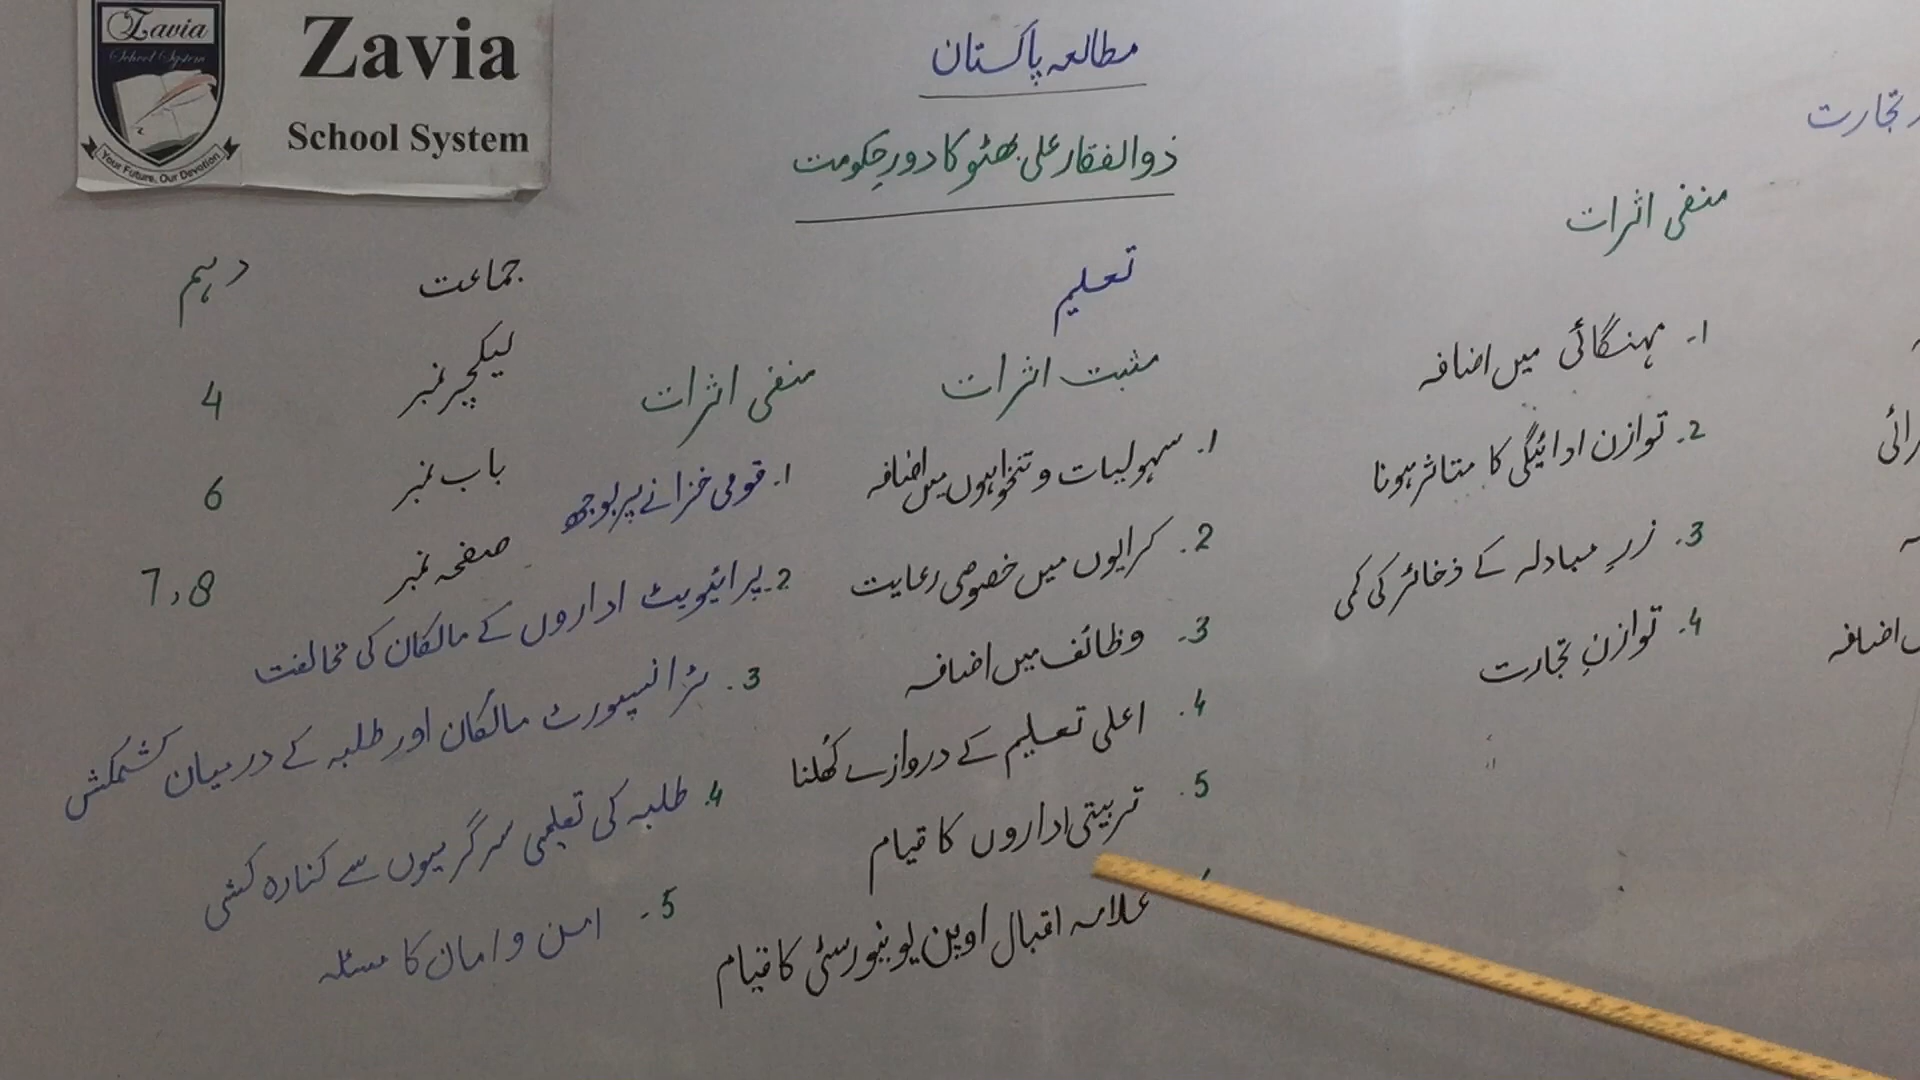 Zavia
School System
Your Future, Our Devotion
Zavia
School System
مطالعہ پاکستان
ذوالفقار علی بھٹو کا دورِ حکومت
جماعت دہم
لیکچر نمبر 4
باب نمبر 6
صفحہ نمبر 7,8
تجارت
منفی اثرات
1۔ مہنگائی میں اضافہ
2۔ توازن ادائیگی کا متاثر ہونا
3۔ زرِ مبادلہ کے ذخائر کی کمی
4۔ توازنِ تجارت
اضافہ
تعلیم
مثبت اثرات
1۔ سہولیات و تنخواہوں میں اضافہ
2۔ کرایوں میں خصوصی رعایت
3۔ وظائف میں اضافہ
4۔ اعلی تعلیم کے دروازے کُھلنا
5۔ تربیتی اداروں کا قیام
علامہ اقبال اوپن یونیورسٹی کا قیام
منفی اثرات
1۔ قومی خزانے پر بوجھ
2۔ پرائیویٹ اداروں کے مالکان کی مخالفت
3۔ ٹرانسپورٹ مالکان اور طلبہ کے درمیان کشمکش
4۔ طلبہ کی تعلیمی سرگرمیوں سے کنارہ کشی
5۔ امن و امان کا مسئلہ